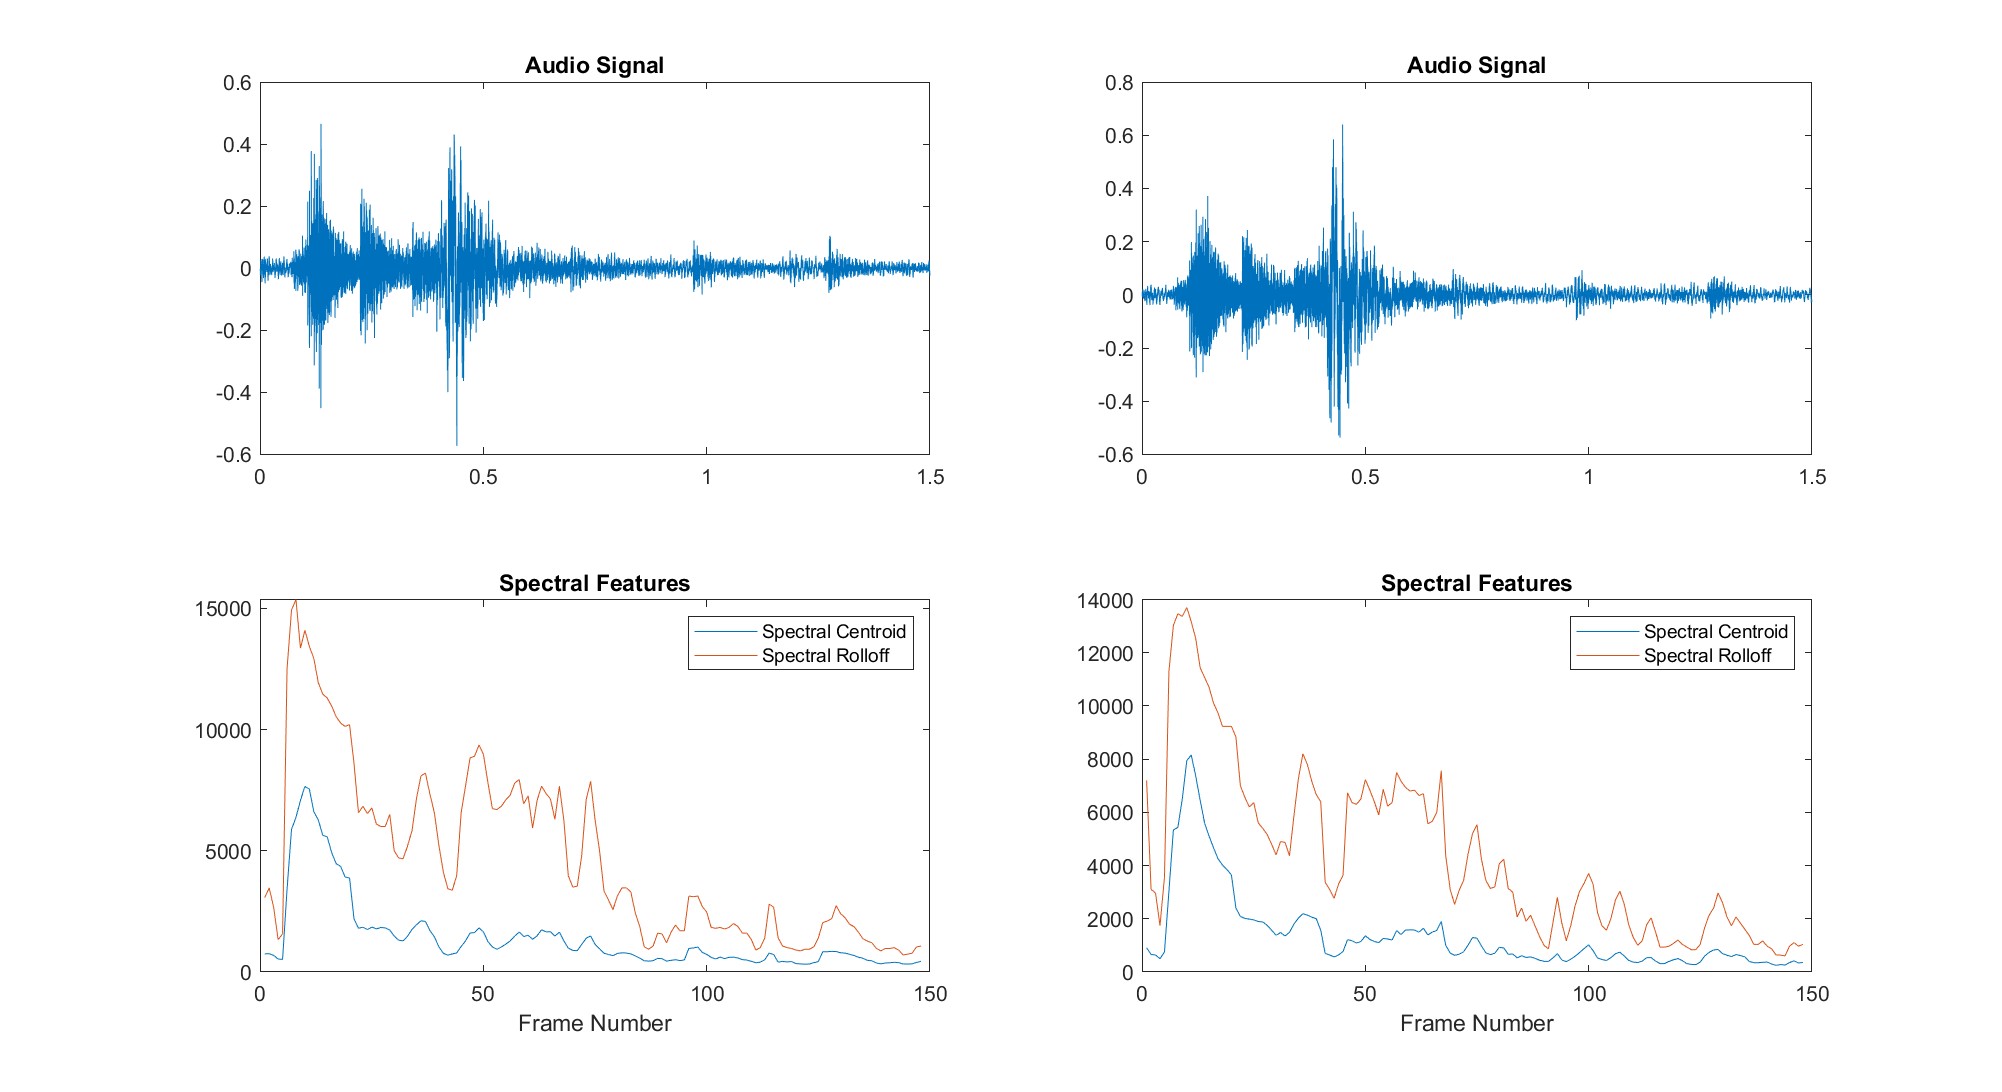 Audio Signal
0.6
0.4
0.2
0
-0.2
-0.4
-0.6
0 0.5 1 1.5
Audio Signal
0.8
0.6
0.4
0.2
0
-0.2
-0.4
-0.6
0 0.5 1 1.5
Spectral Features
15000
10000
5000
0
Spectral Centroid
Spectral Rolloff
0 50 100 150
Frame Number
Spectral Features
14000
12000
10000
8000
6000
4000
2000
0
Spectral Centroid
Spectral Rolloff
0 50 100 150
Frame Number